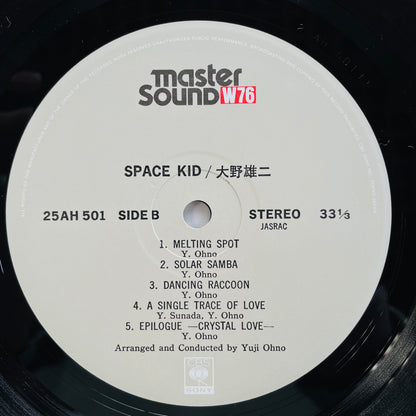 master
SOUND W76
SPACE KID / 大野雄二
25AH 501 SIDE B STEREO 33⅓
JASRAC
1. MELTING SPOT
Y. Ohno
2. SOLAR SAMBA
Y. Ohno
3. DANCING RACCOON
Y. Ohno
4. A SINGLE TRACE OF LOVE
Y. Sunada, Y. Ohno
5. EPILOGUE —CRYSTAL LOVE—
Y. Ohno
Arranged and Conducted by Yuji Ohno
CBS
SONY